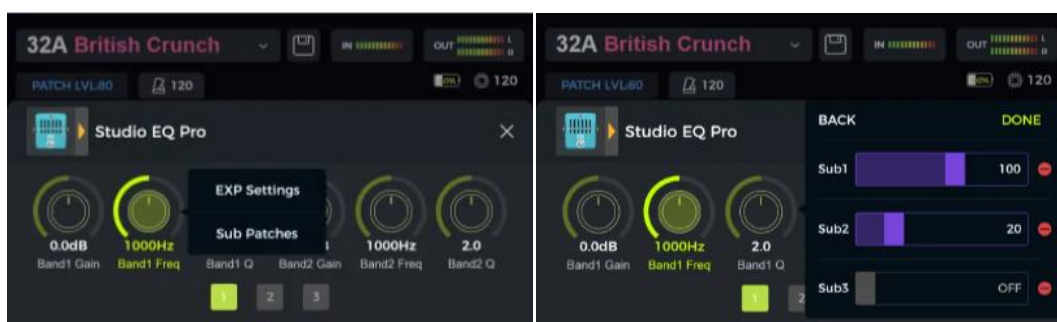 32A British Crunch
IN
OUT
L
R
PATCH LVL:80
120
0%
120
Studio EQ Pro
EXP Settings
Sub Patches
0.0dB
1000Hz
1000Hz
2.0
Band1 Gain
Band1 Freq
Band1 Q
Band2 Gain
Band2 Freq
Band2 Q
1
2
3
32A British Crunch
IN
OUT
L
R
PATCH LVL:80
120
0%
120
Studio EQ Pro
BACK
DONE
Sub1
100
Sub2
20
Sub3
OFF
0.0dB
1000Hz
2.0
Band1 Gain
Band1 Freq
Band1 Q
1
2